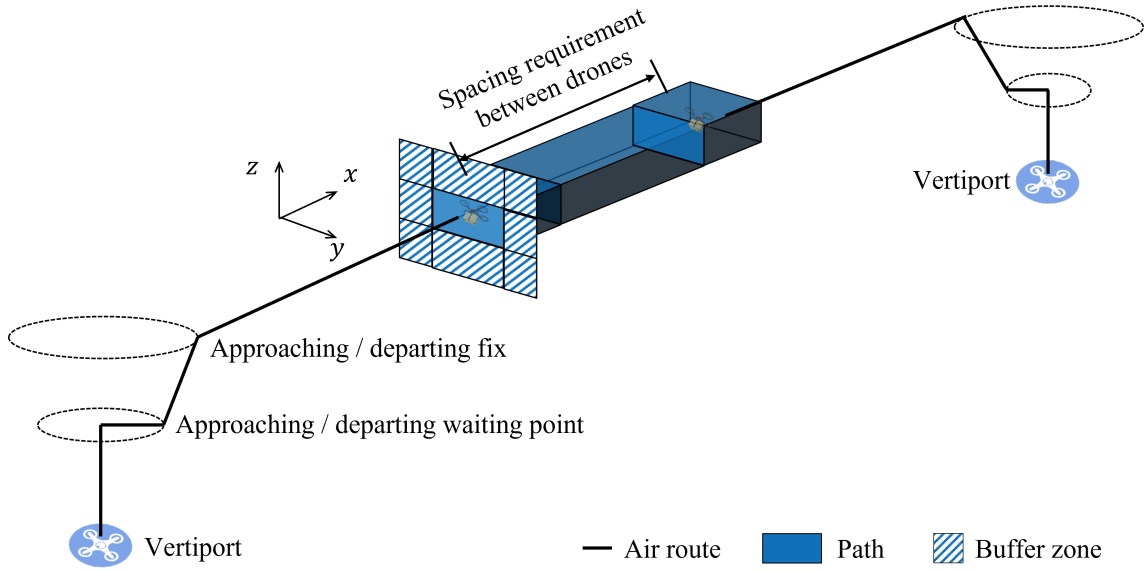 Spacing requirement
between drones
z
x
y
Vertiport
Approaching / departing fix
Approaching / departing waiting point
Vertiport
Air route
Path
Buffer zone